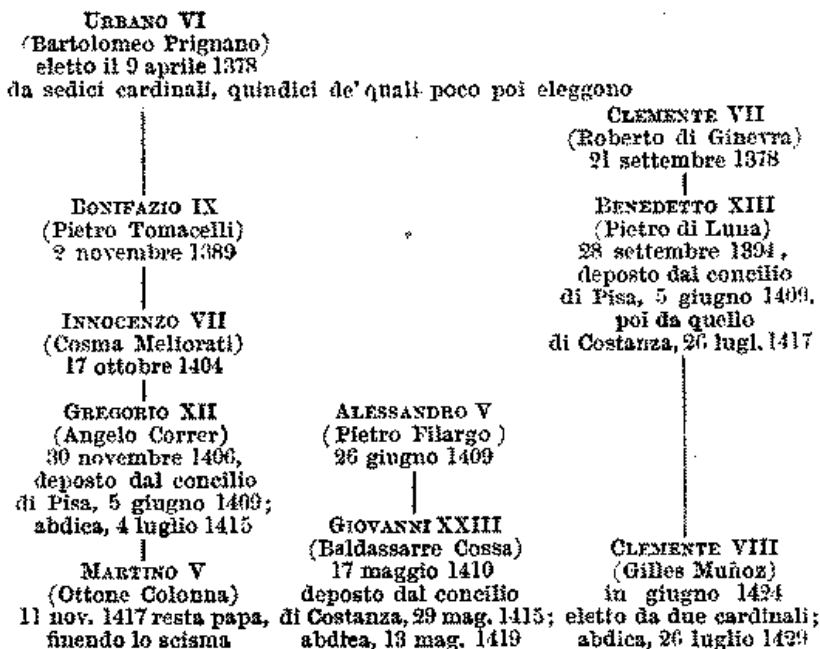 URBANO VI
(Bartolomeo Prignano)
eletto il 9 aprile 1378
da sedici cardinali, quindici de' quali poco poi eleggono
CLEMENTE VII
(Roberto di Ginevra)
21 settembre 1378
BONIFAZIO IX
(Pietro Tomacelli)
2 novembre 1389
BENEDETTO XIII
(Pietro di Luna)
28 settembre 1394,
deposto dal concilio
di Pisa, 5 giugno 1409,
poi da quello
di Costanza, 26 lugl. 1417
INNOCENZO VII
(Cosma Meliorati)
17 ottobre 1404
GREGORIO XII
(Angelo Correr)
30 novembre 1406,
deposto dal concilio
di Pisa, 5 giugno 1409;
abdica, 4 luglio 1415
ALESSANDRO V
(Pietro Filargo)
26 giugno 1409
GIOVANNI XXIII
(Baldassarre Cossa)
17 maggio 1410
deposto dal concilio
di Costanza, 29 mag. 1415;
abdica, 13 mag. 1419
MARTINO V
(Ottone Colonna)
11 nov. 1417 resta papa,
finendo lo scisma
CLEMENTE VIII
(Gilles Muñoz)
in giugno 1424
eletto da due cardinali;
abdica, 26 luglio 1429